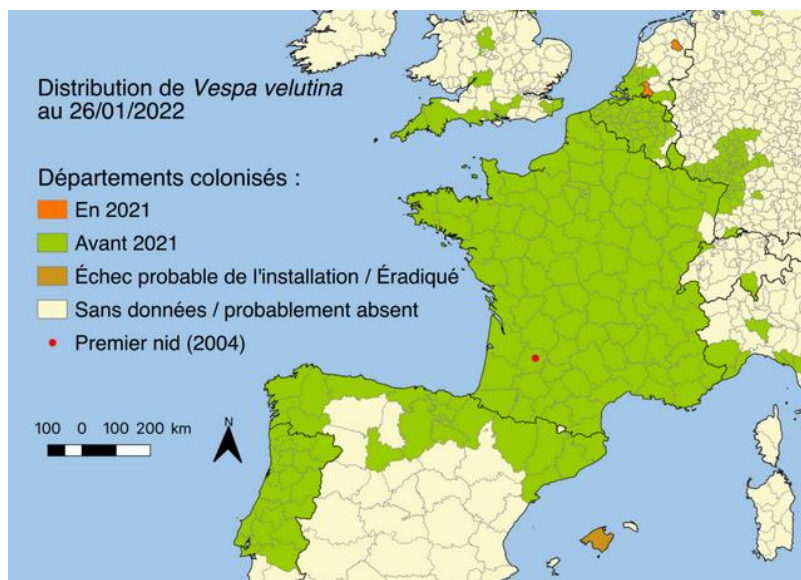 Distribution de Vespa velutina
au 26/01/2022
Départements colonisés :
En 2021
Avant 2021
Échec probable de l'installation / Éradiqué
Sans données / probablement absent
Premier nid (2004)
100 0 100 200 km
N